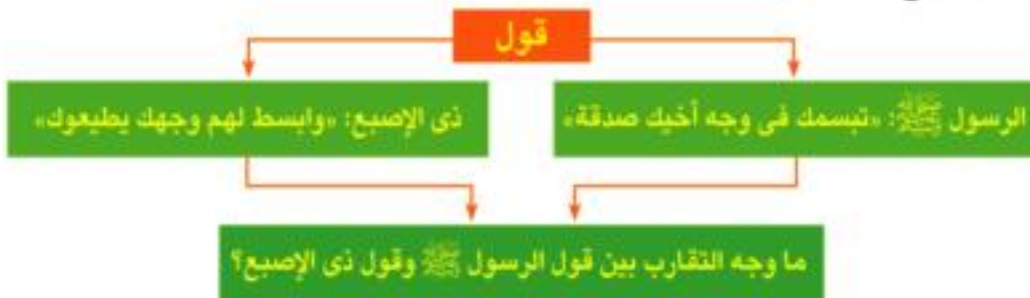 قول
الرسول ﷺ: «تبسمك فى وجه أخيك صدقة»
ذى الإصبع: «وابسط لهم وجهك يطيعوك»
ما وجه التقارب بين قول الرسول ﷺ وقول ذى الإصبع؟